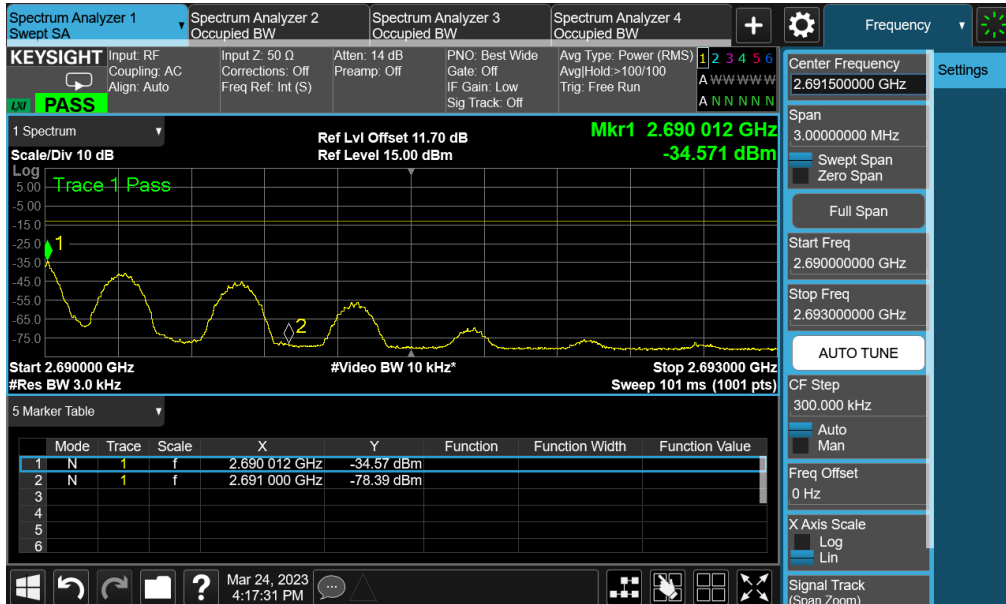 Spectrum Analyzer 1
Swept SA
Spectrum Analyzer 2
Occupied BW
Spectrum Analyzer 3
Occupied BW
Spectrum Analyzer 4
Occupied BW
+
Frequency
KEYSIGHT
LXI PASS
Input: RF
Coupling: AC
Align: Auto
Input Z: 50 Ω
Corrections: Off
Freq Ref: Int (S)
Atten: 14 dB
Preamp: Off
PNO: Best Wide
Gate: Off
IF Gain: Low
Sig Track: Off
Avg Type: Power (RMS)
Avg|Hold:>100/100
Trig: Free Run
1 2 3 4 5 6
A W W W W W
A N N N N N
1 Spectrum
Scale/Div 10 dB
Ref Lvl Offset 11.70 dB
Ref Level 15.00 dBm
Mkr1 2.690 012 GHz
-34.571 dBm
Log
Trace 1 Pass
5.00
-5.00
-15.0
-25.0
-35.0
-45.0
-55.0
-65.0
-75.0
1
2
Start 2.690000 GHz
#Res BW 3.0 kHz
#Video BW 10 kHz*
Stop 2.693000 GHz
Sweep 101 ms (1001 pts)
5 Marker Table
Mode Trace Scale X Y Function Function Width Function Value
1 N 1 f 2.690 012 GHz -34.57 dBm
2 N 1 f 2.691 000 GHz -78.39 dBm
3
4
5
6
?
Mar 24, 2023
4:17:31 PM
Center Frequency
2.691500000 GHz
Span
3.00000000 MHz
Swept Span
Zero Span
Full Span
Start Freq
2.690000000 GHz
Stop Freq
2.693000000 GHz
AUTO TUNE
CF Step
300.000 kHz
Auto
Man
Freq Offset
0 Hz
X Axis Scale
Log
Lin
Signal Track
(Span Zoom)
Settings